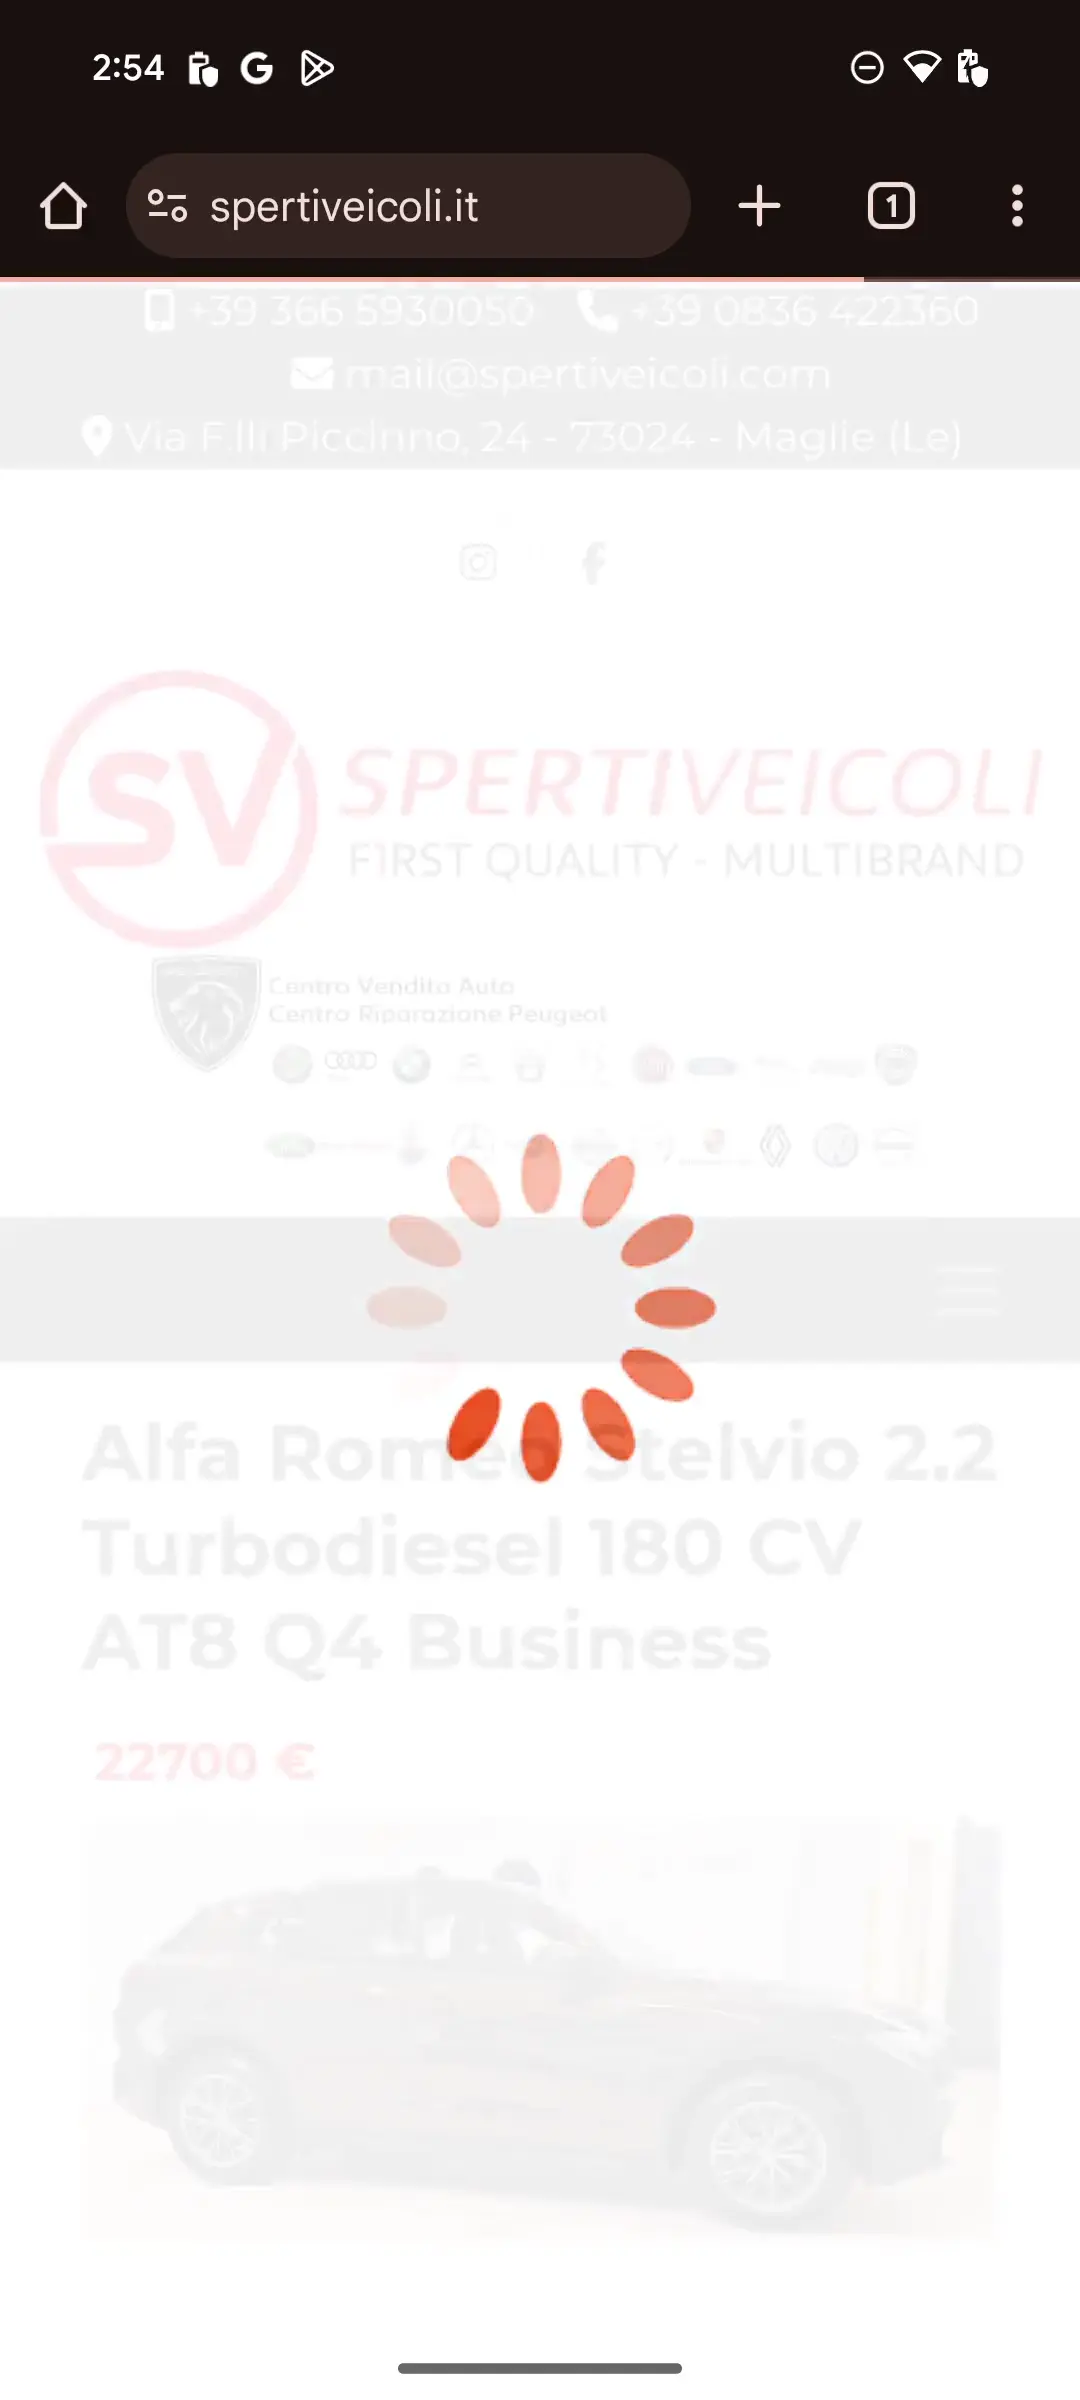 2:54
spertiveicoli.it
1
+39 366 5930050 +39 0836 422360
mail@spertiveicoli.com
Via F.lli Piccinno, 24 - 73024 - Maglie (Le)
SV
SPERTIVEICOLI
FIRST QUALITY - MULTIBRAND
Centro Vendita Auto
Centro Riparazione Peugeot
Alfa Romeo Stelvio 2.2
Turbodiesel 180 CV
AT8 Q4 Business
22700 €